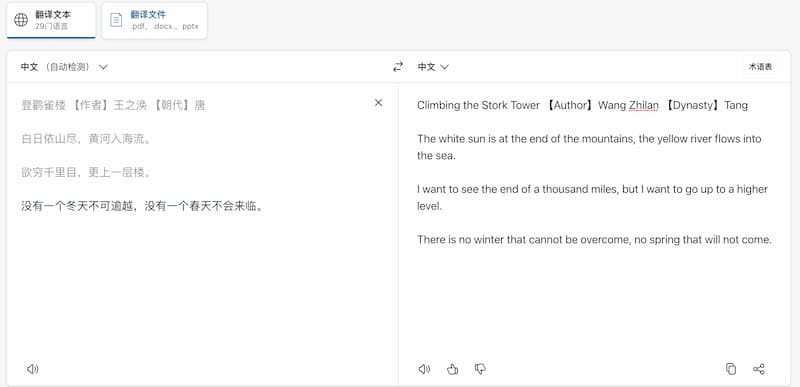 翻译文本
29门语言
翻译文件
.pdf, .docx., pptx
中文 （自动检测）
中文
术语表
登鹳雀楼 【作者】王之涣 【朝代】唐
白日依山尽，黄河入海流。
欲穷千里目，更上一层楼。
没有一个冬天不可逾越，没有一个春天不会来临。
Climbing the Stork Tower 【Author】Wang Zhilan 【Dynasty】Tang
The white sun is at the end of the mountains, the yellow river flows into
the sea.
I want to see the end of a thousand miles, but I want to go up to a higher
level.
There is no winter that cannot be overcome, no spring that will not come.